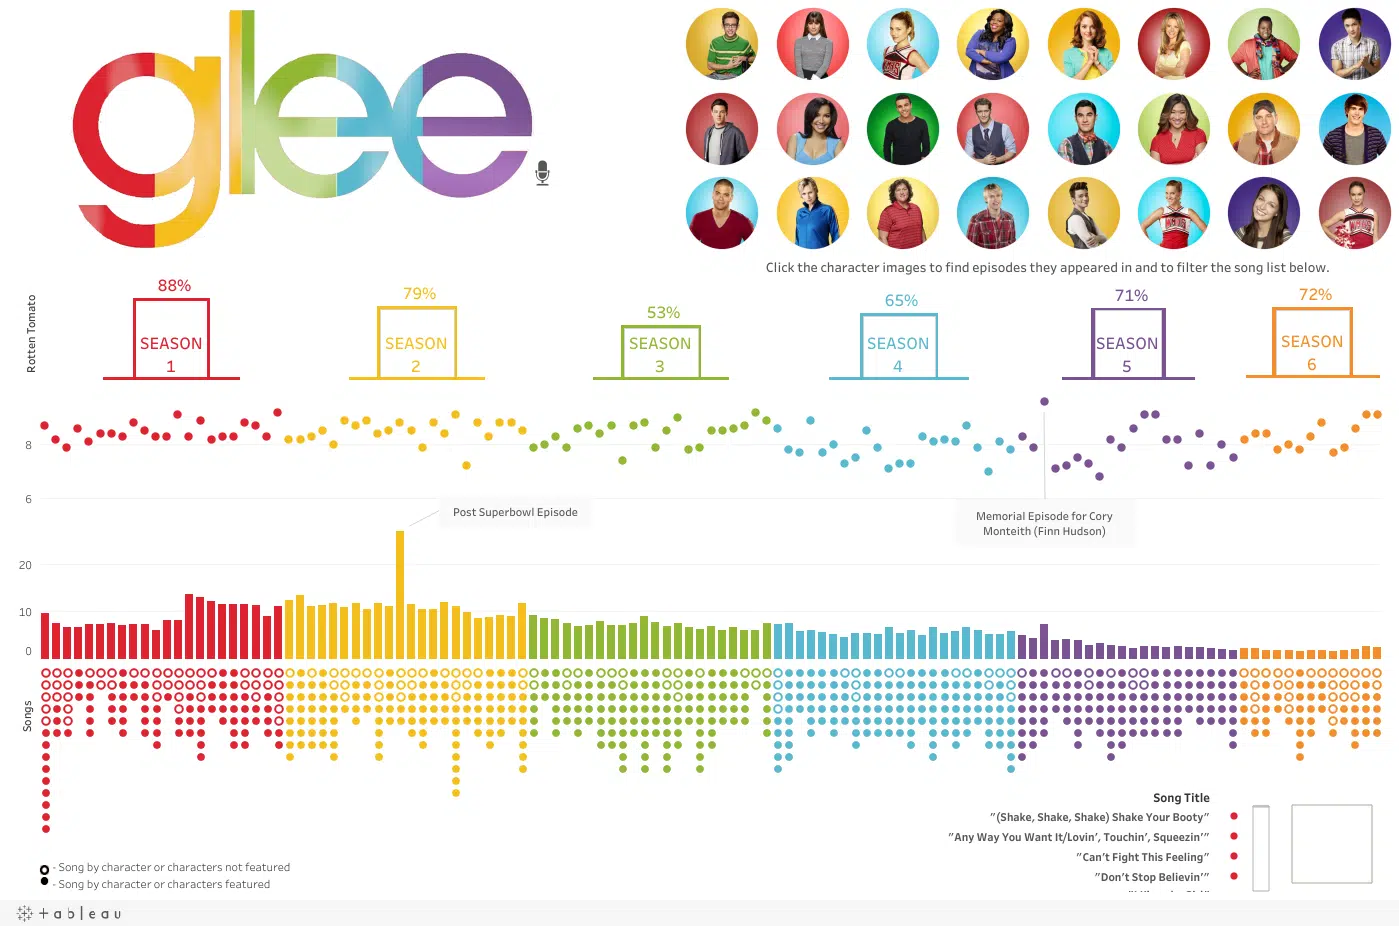 glee
Click the character images to find episodes they appeared in and to filter the song list below.
Rotten Tomato
88%
SEASON
1
79%
SEASON
2
53%
SEASON
3
65%
SEASON
4
71%
SEASON
5
72%
SEASON
6
8
6
Post Superbowl Episode
Memorial Episode for Cory
Monteith (Finn Hudson)
20
10
0
Songs
Song Title
"(Shake, Shake, Shake) Shake Your Booty"
"Any Way You Want It/Lovin', Touchin', Squeezin'"
"Can't Fight This Feeling"
"Don't Stop Believin'"
- Song by character or characters not featured
- Song by character or characters featured
+ableau